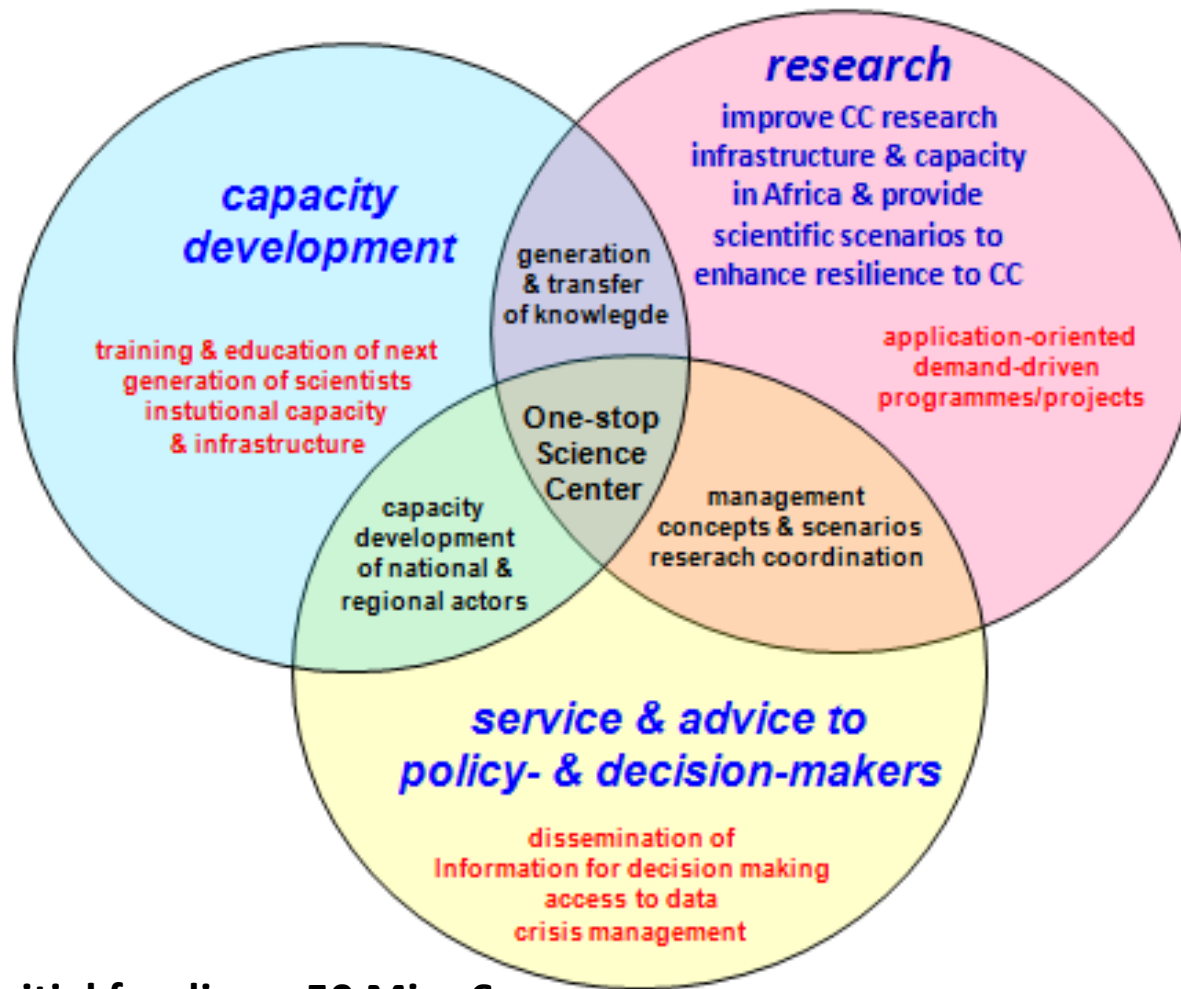 research
improve CC research
infrastructure & capacity
in Africa & provide
scientific scenarios to
enhance resilience to CC
application-oriented
demand-driven
programmes/projects
capacity
development
training & education of next
generation of scientists
instutional capacity
& infrastructure
generation
& transfer
of knowlegde
One-stop
Science
Center
capacity
development
of national &
regional actors
management
concepts & scenarios
reserach coordination
service & advice to
policy- & decision-makers
dissemination of
Information for decision making
access to data
crisis management